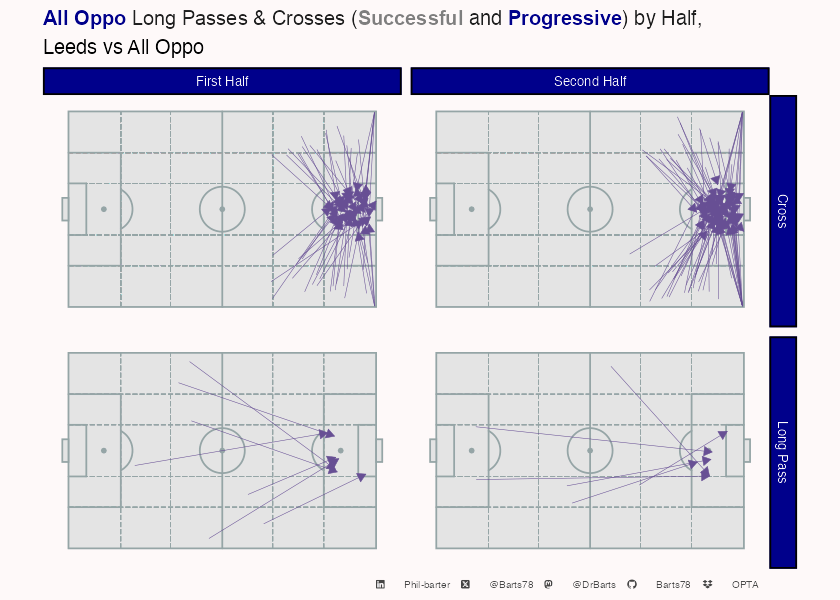 All Oppo Long Passes & Crosses (Successful and Progressive) by Half,
Leeds vs All Oppo
First Half
Second Half
Cross
Long Pass
Phil-barter @Barts78 @DrBarts Barts78 OPTA